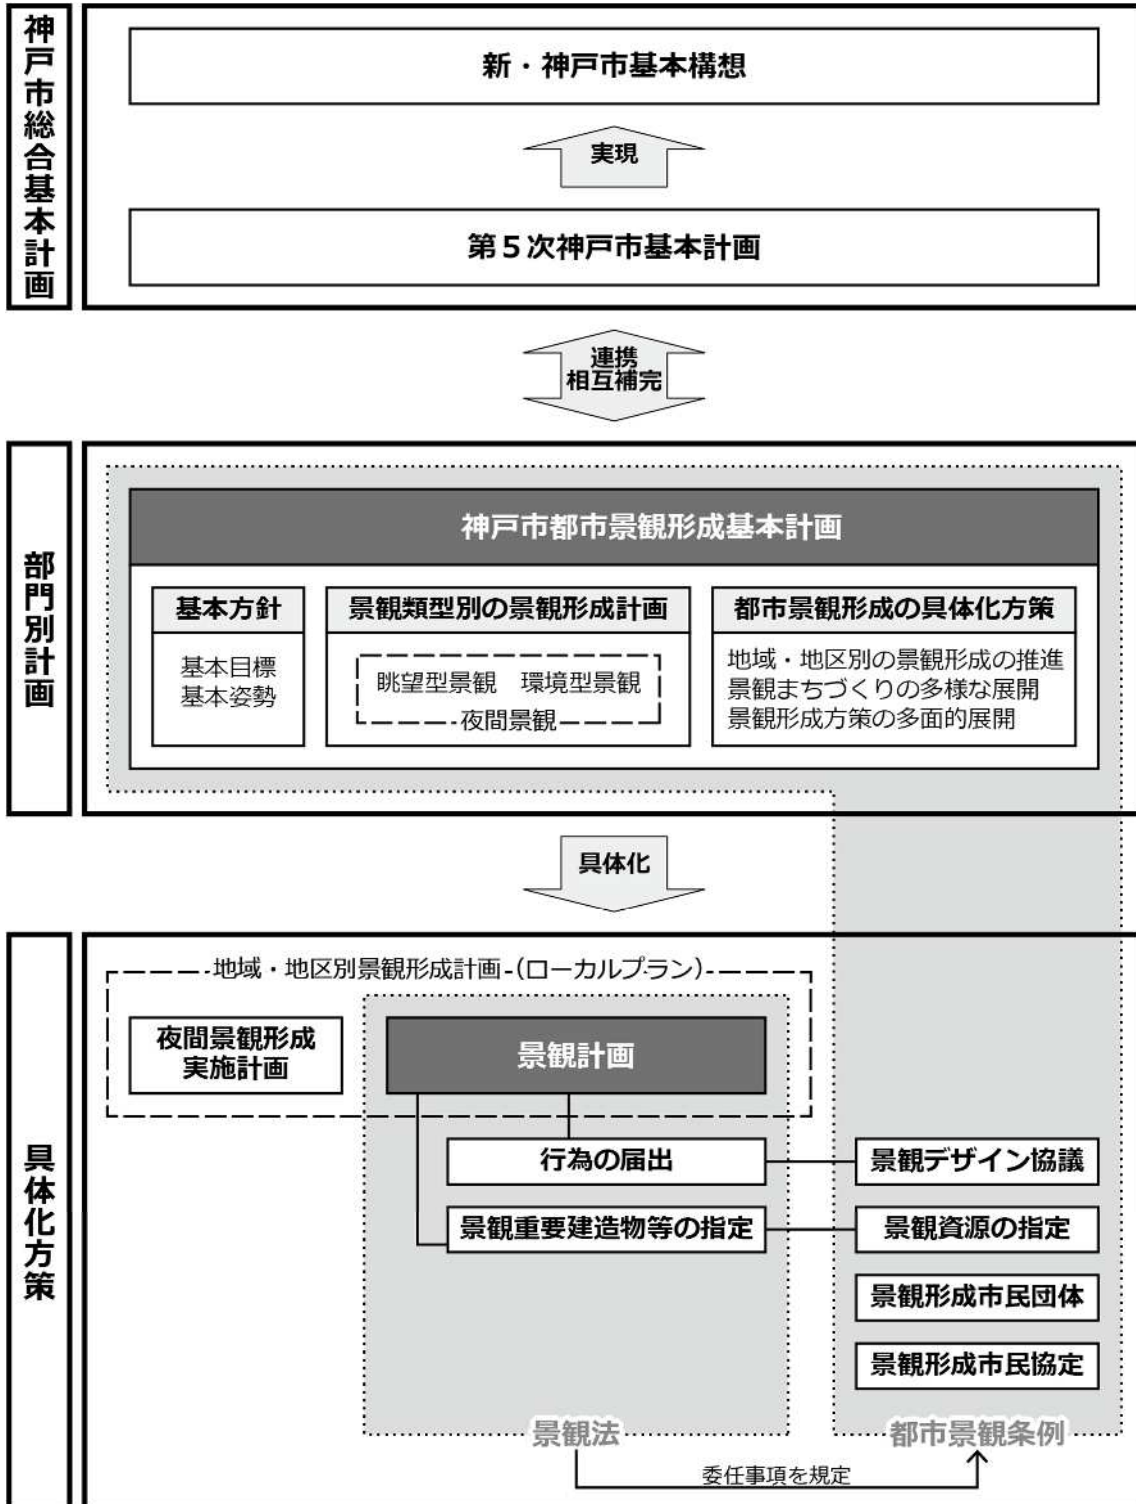 神戸市総合基本計画
新・神戸市基本構想
実現
第5次神戸市基本計画
連携
相互補完
部門別計画
神戸市都市景観形成基本計画
基本方針
基本目標
基本姿勢
景観類型別の景観形成計画
眺望型景観 環境型景観
夜間景観
都市景観形成の具体化方策
地域・地区別の景観形成の推進
景観まちづくりの多様な展開
景観形成方策の多面的展開
具体化
具体化方策
地域・地区別景観形成計画(ローカルプラン)
夜間景観形成
実施計画
景観計画
行為の届出
景観デザイン協議
景観重要建造物等の指定
景観資源の指定
景観形成市民団体
景観形成市民協定
景観法
都市景観条例
委任事項を規定